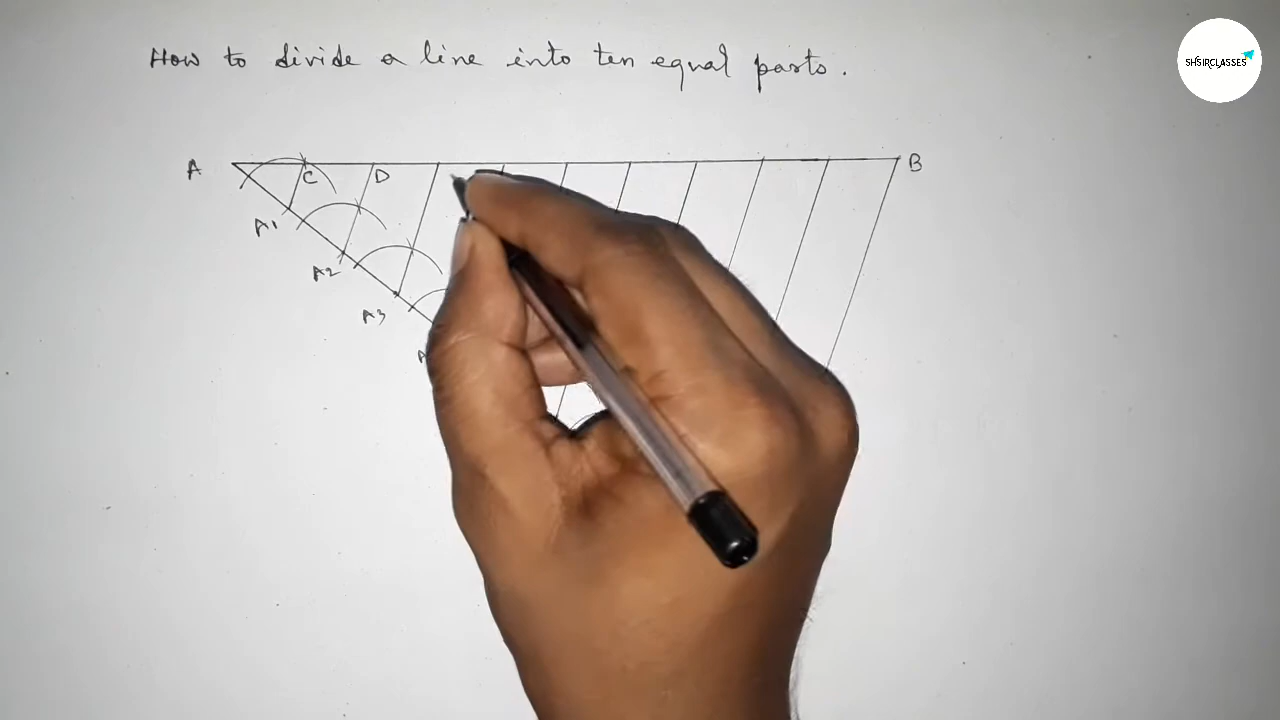 How to divide a line into ten equal parts.
SHSIRCLASSES
A B
C D
A1
A2
A3
A